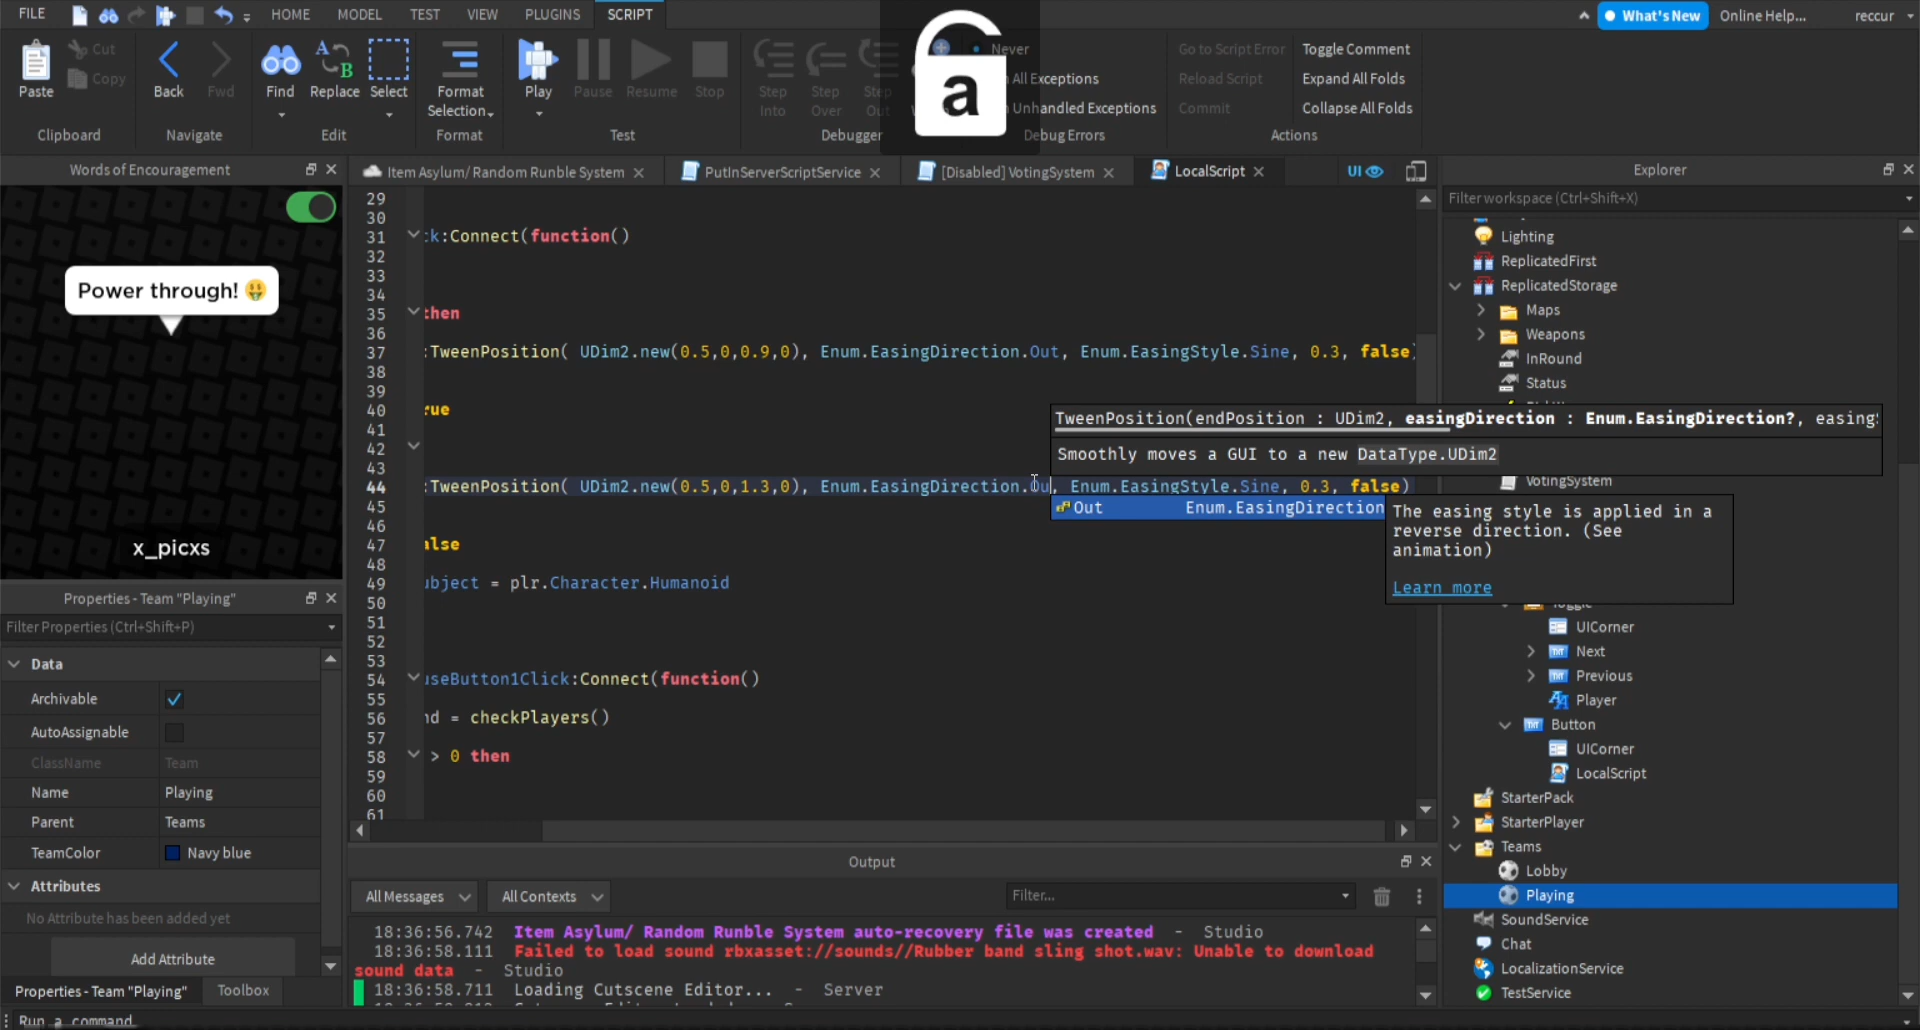 FILE HOME MODEL TEST VIEW PLUGINS SCRIPT What's New Online Help... reccur
Paste Cut Copy Back Fwd Find Replace Select Format Selection Play Pause Resume Stop Step Into Step Over Step a Never All Exceptions Unhandled Exceptions Go to Script Error Reload Script Commit Toggle Comment Expand All Folds Collapse All Folds
Clipboard Navigate Edit Format Test Debugger Debug Errors Actions
Words of Encouragement
Power through! 🤑
x_picxs
Item Asylum/ Random Runble System PutInServerScriptService [Disabled] VotingSystem LocalScript UI
29
30
31 k:Connect(function()
32
33
34
35 then
36
37 :TweenPosition( UDim2.new(0.5,0,0.9,0), Enum.EasingDirection.Out, Enum.EasingStyle.Sine, 0.3, false)
38
39
40 rue
41
42
43
44 :TweenPosition( UDim2.new(0.5,0,1.3,0), Enum.EasingDirection.Ou, Enum.EasingStyle.Sine, 0.3, false)
45
46
47 alse
48
49 ubject = plr.Character.Humanoid
50
51
52
53
54 useButton1Click:Connect(function()
55
56 nd = checkPlayers()
57
58 > 0 then
59
60
61
TweenPosition(endPosition : UDim2, easingDirection : Enum.EasingDirection?, easing
Smoothly moves a GUI to a new DataType.UDim2
Out Enum.EasingDirection
The easing style is applied in a
reverse direction. (See
animation)
Learn more
Explorer
Filter workspace (Ctrl+Shift+X)
Lighting
ReplicatedFirst
ReplicatedStorage
Maps
Weapons
InRound
Status
VotingSystem
Toggle
UICorner
Next
Previous
Player
Button
UICorner
LocalScript
StarterPack
StarterPlayer
Teams
Lobby
Playing
SoundService
Chat
LocalizationService
TestService
Properties - Team "Playing"
Filter Properties (Ctrl+Shift+P)
Data
Archivable
AutoAssignable
ClassName Team
Name Playing
Parent Teams
TeamColor Navy blue
Attributes
No Attribute has been added yet
Add Attribute
Properties - Team "Playing" Toolbox
Run a command
Output
All Messages All Contexts Filter...
18:36:56.742 Item Asylum/ Random Runble System auto-recovery file was created - Studio
18:36:58.111 Failed to load sound rbxasset://sounds//Rubber band sling shot.wav: Unable to download
sound data - Studio
18:36:58.711 Loading Cutscene Editor... - Server